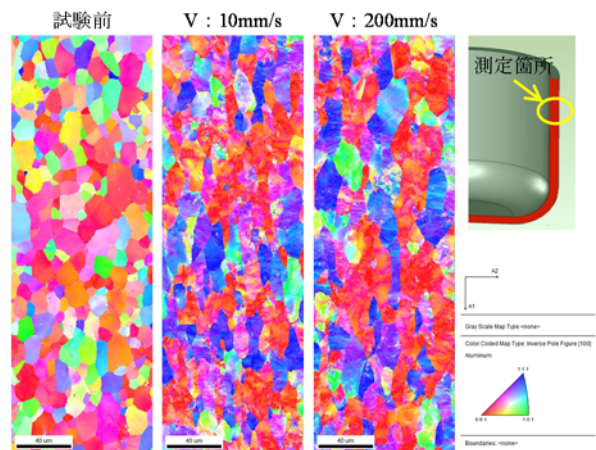 試験前
V：10mm/s
V：200mm/s
測定箇所
A2
A1
Gray Scale Map Type:<none>
Color Coded Map Type: Inverse Pole Figure [100]
Aluminum
1 1 1
0 0 1
1 0 1
Boundaries: <none>
40 um
40 um
40 um